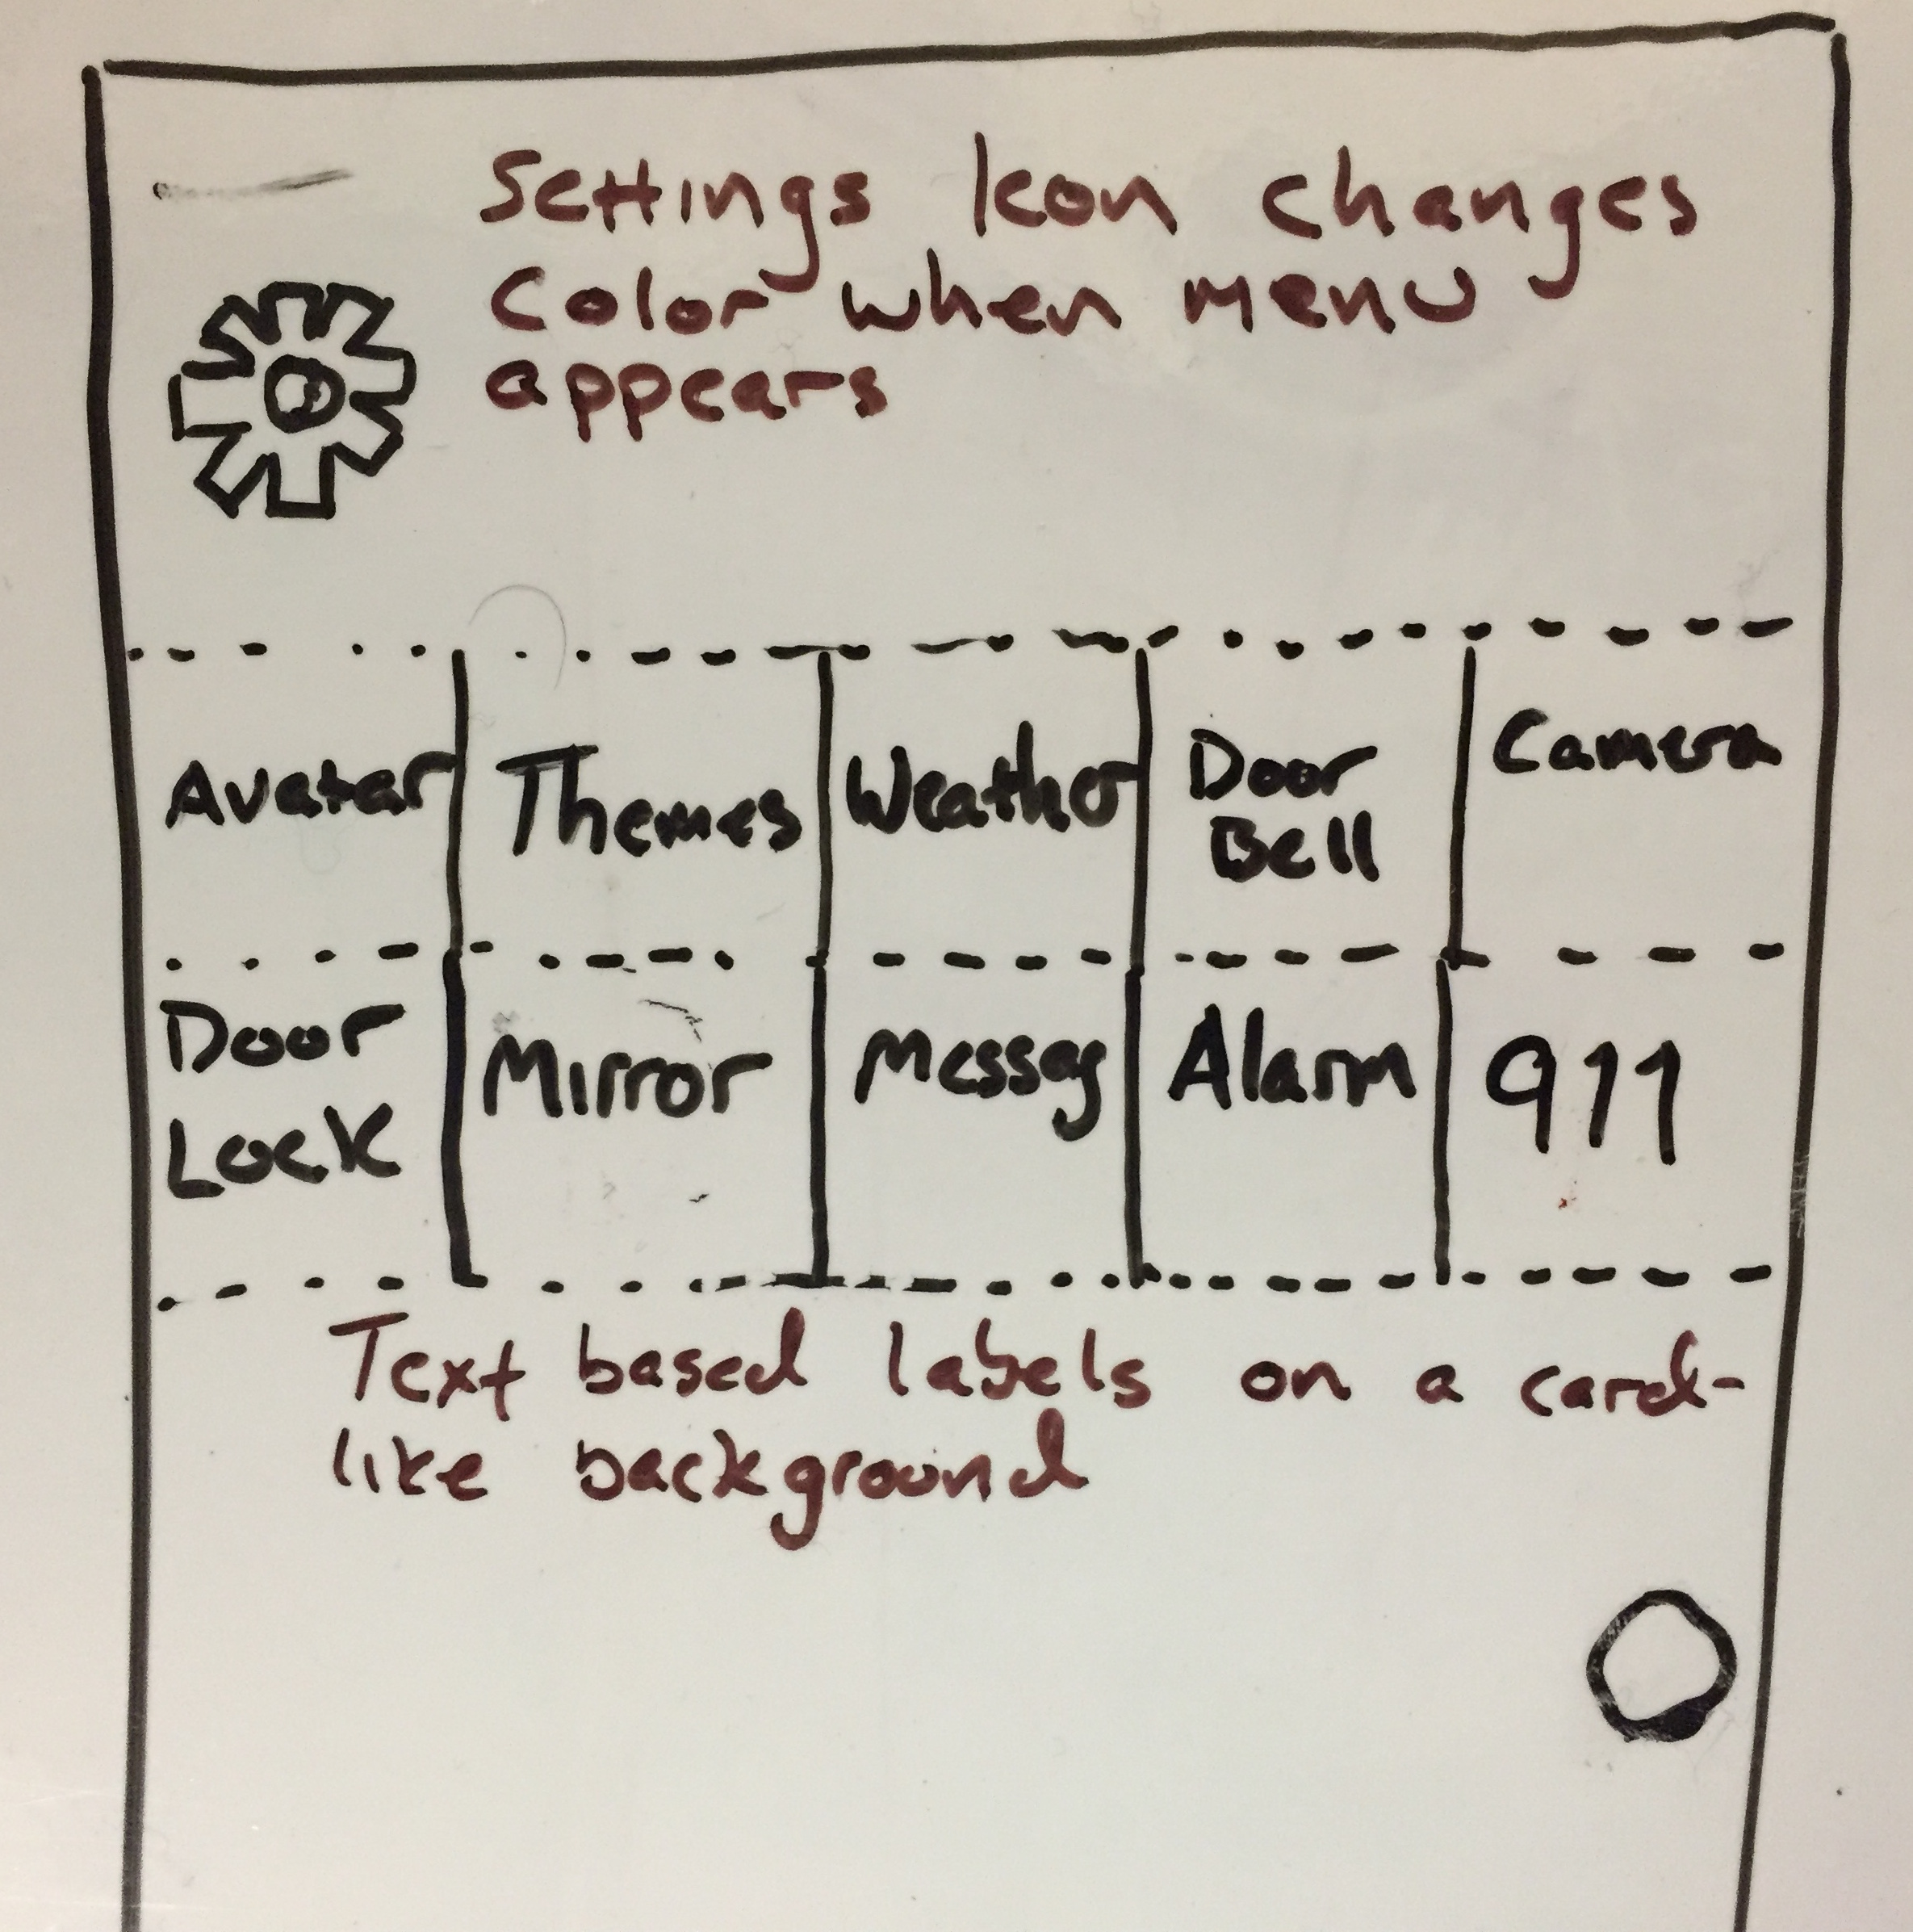 Settings Icon changes
Color when menu
appears
Avatar Themes Weather Door Bell Camera
Door Lock Mirror Messag Alarm 911
Text based labels on a card-
like background